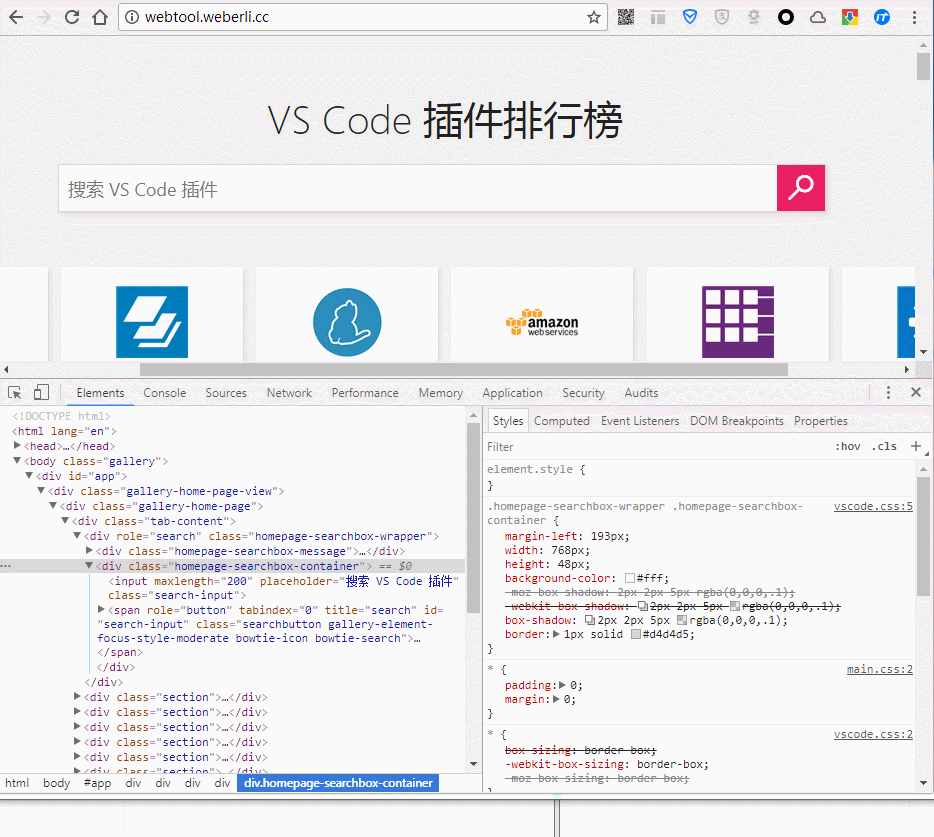 webtool.weberli.cc
VS Code 插件排行榜
搜索 VS Code 插件
amazon
web services
Elements Console Sources Network Performance Memory Application Security Audits
<!DOCTYPE html>
<html lang="en">
<head>…</head>
<body class="gallery">
<div id="app">
<div class="gallery-home-page-view">
<div class="gallery-home-page">
<div class="tab-content">
<div role="search" class="homepage-searchbox-wrapper">
<div class="homepage-searchbox-message">…</div>
<div class="homepage-searchbox-container"> == $0
<input maxlength="200" placeholder="搜索 VS Code 插件"
class="search-input">
<span role="button" tabindex="0" title="search" id=
"search-input" class="searchbutton gallery-element-
focus-style-moderate bowtie-icon bowtie-search">…
</span>
</div>
</div>
<div class="section">…</div>
<div class="section">…</div>
<div class="section">…</div>
<div class="section">…</div>
<div class="section">…</div>
<div class="section">…</div>
html body #app div div div div div.homepage-searchbox-container
Styles Computed Event Listeners DOM Breakpoints Properties
Filter :hov .cls +
element.style {
}
.homepage-searchbox-wrapper .homepage-searchbox- vscode.css:5
container {
margin-left: 193px;
width: 768px;
height: 48px;
background-color: #fff;
-moz-box-shadow: 2px 2px 5px rgba(0,0,0,.1);
-webkit-box-shadow: 2px 2px 5px rgba(0,0,0,.1);
box-shadow: 2px 2px 5px rgba(0,0,0,.1);
border: 1px solid #d4d4d5;
}
* { main.css:2
padding: 0;
margin: 0;
}
* { vscode.css:2
box-sizing: border-box;
-webkit-box-sizing: border-box;
-moz-box-sizing: border-box;
}